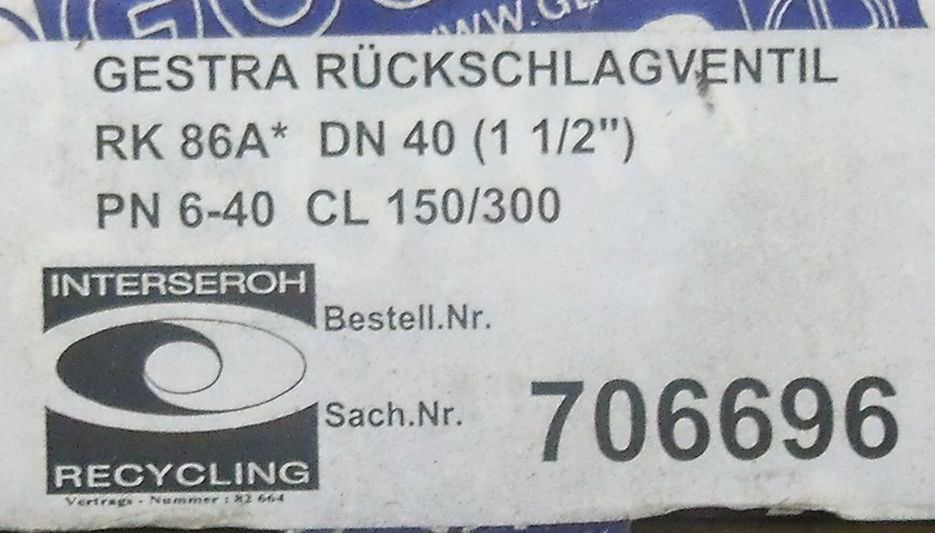 GESTRA RÜCKSCHLAGVENTIL
RK 86A* DN 40 (1 1/2")
PN 6-40 CL 150/300
INTERSEROH
Bestell.Nr.
Sach.Nr. 706696
RECYCLING
Vertrags - Nummer : 82 664